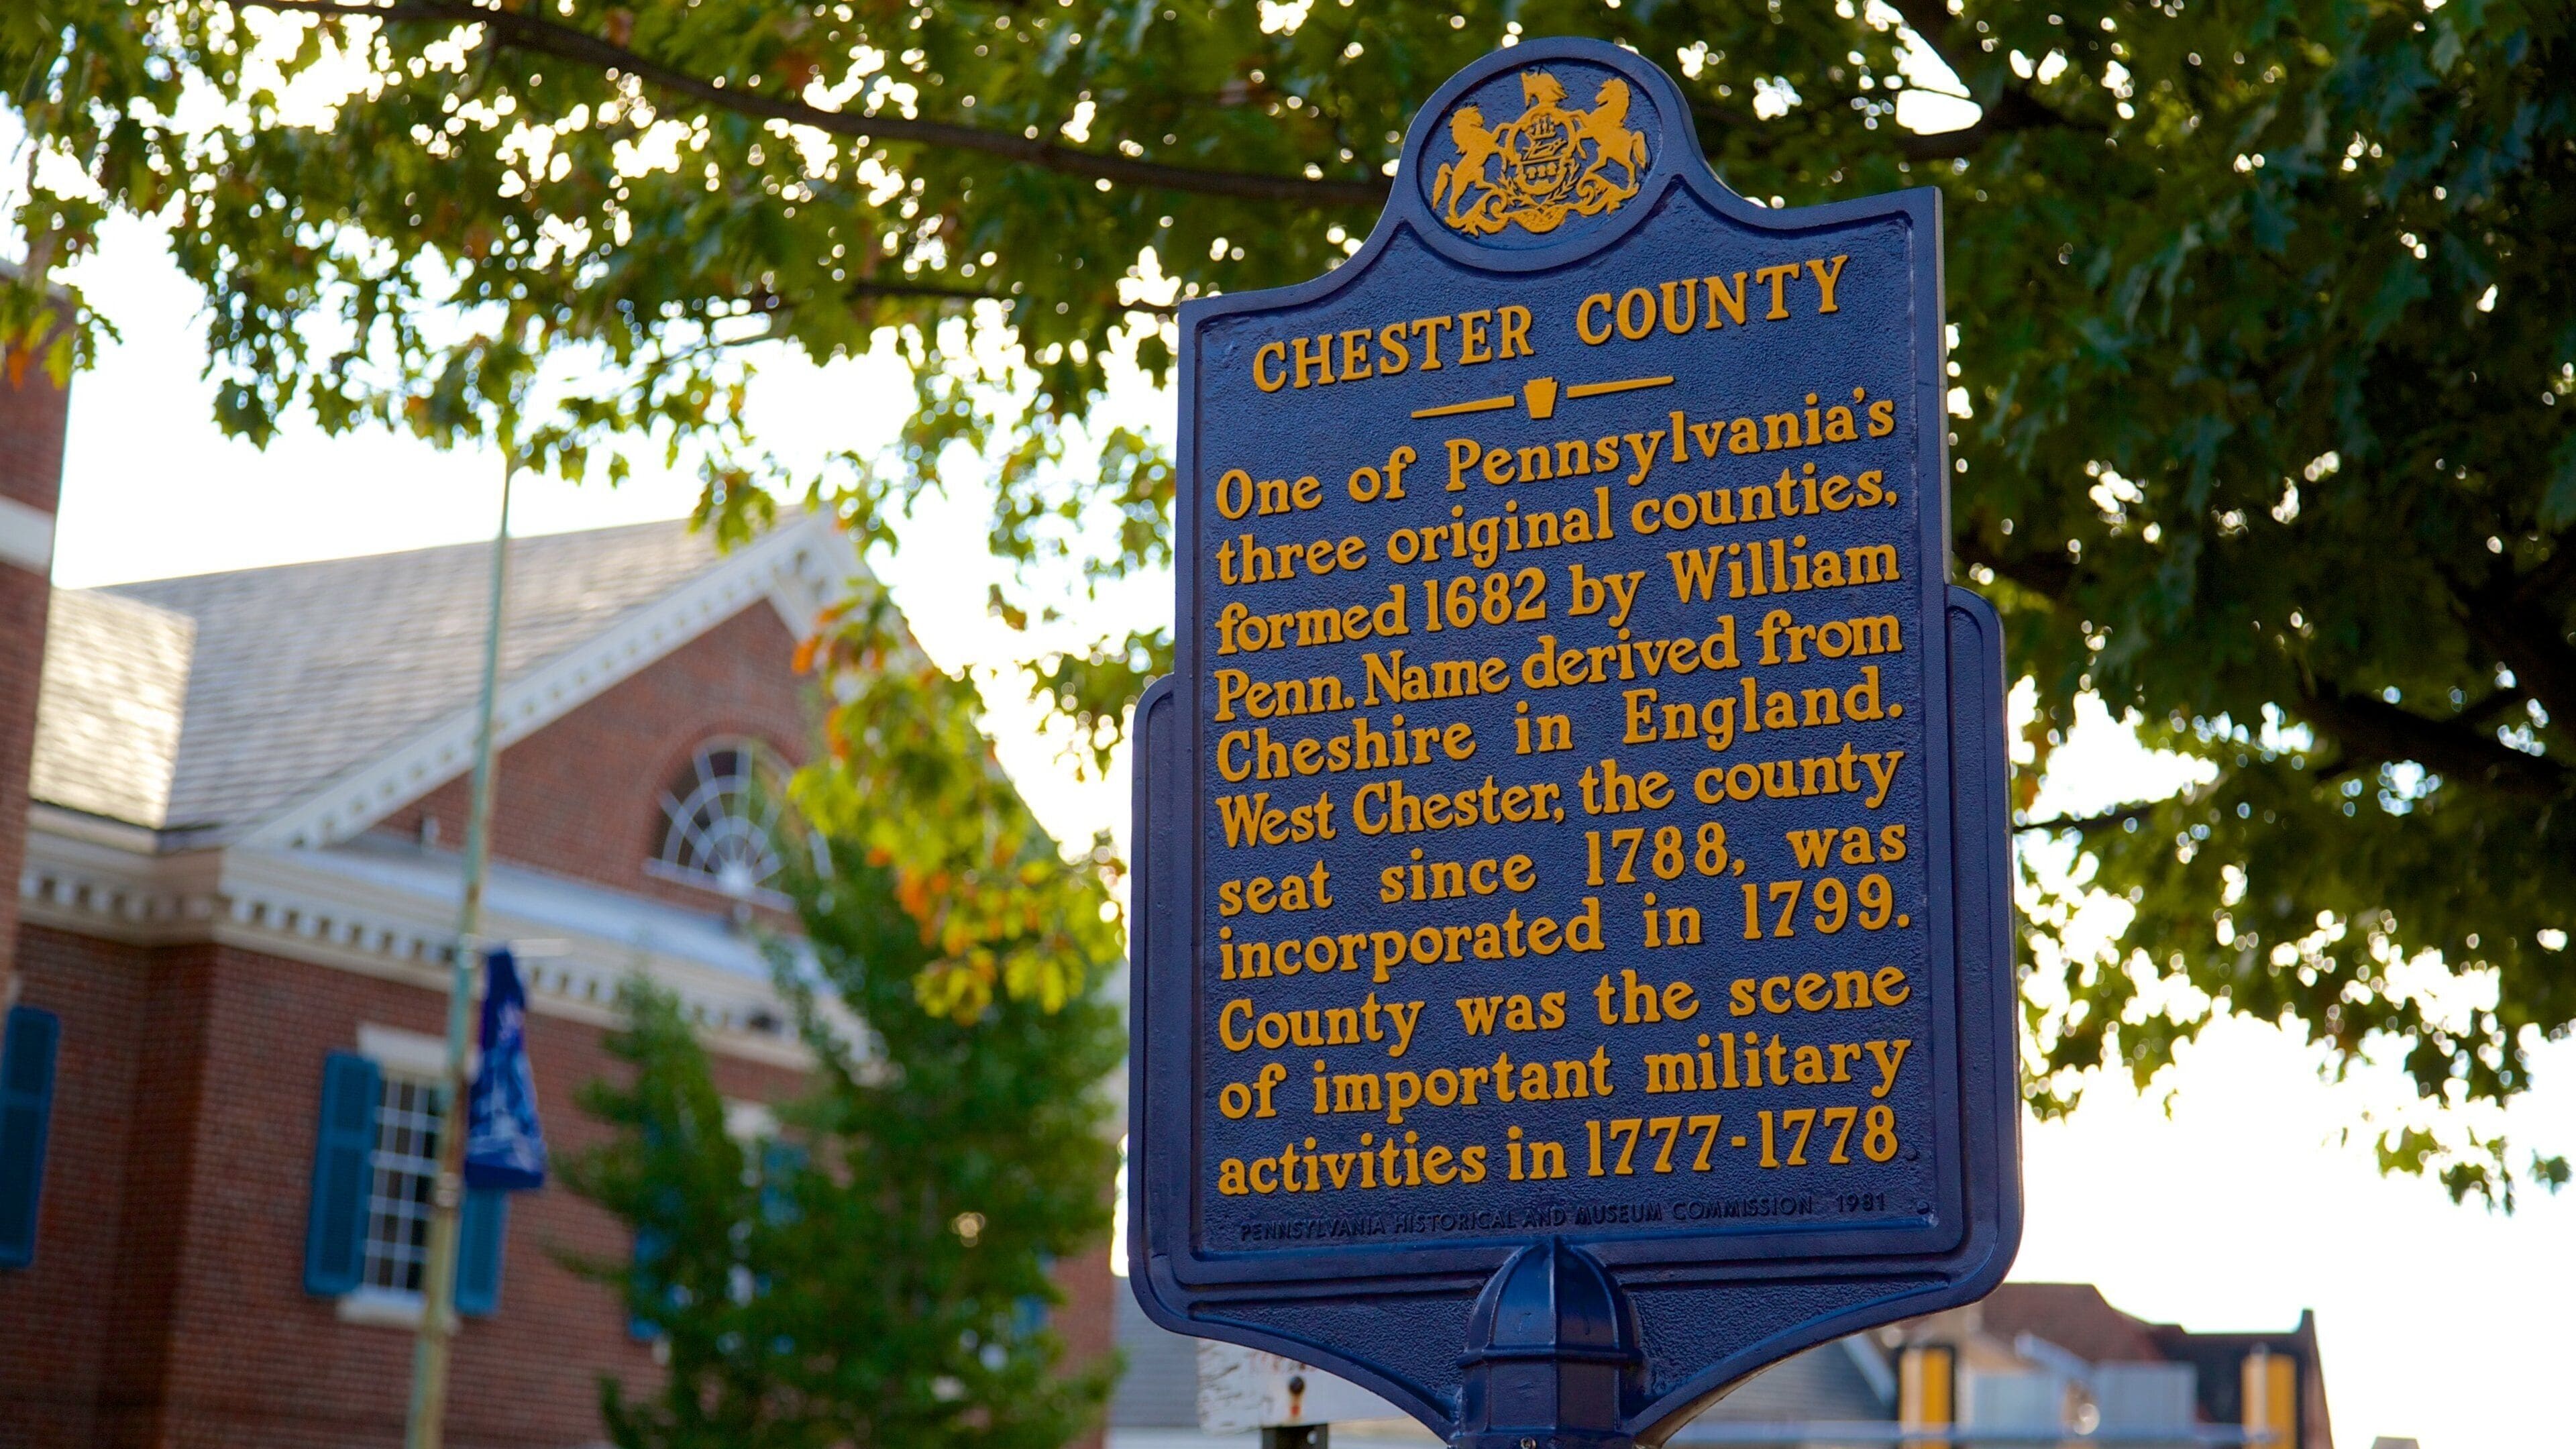 CHESTER COUNTY
One of Pennsylvania's
three original counties,
formed 1682 by William
Penn. Name derived from
Cheshire in England.
West Chester, the county
seat since 1788, was
incorporated in 1799.
County was the scene
of important military
activities in 1777-1778
PENNSYLVANIA HISTORICAL AND MUSEUM COMMISSION 1981